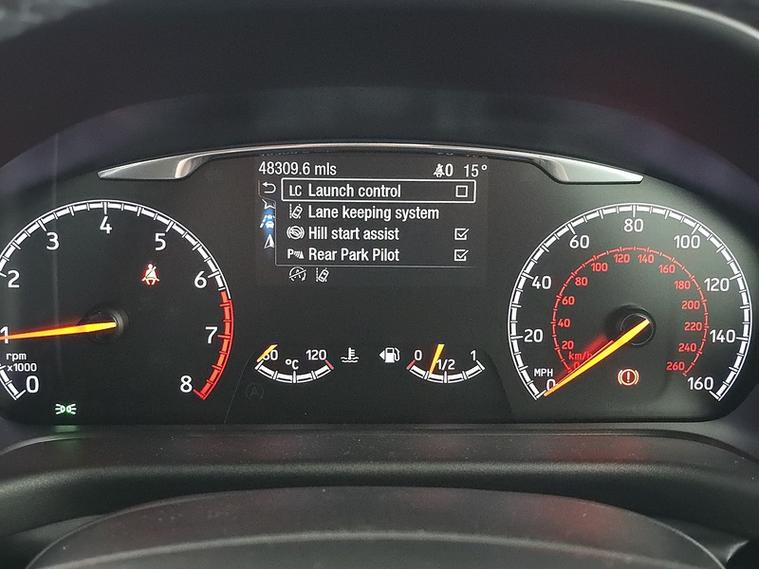 48309.6 mls 0 15°
LC Launch control
Lane keeping system
Hill start assist
P Rear Park Pilot
0 1 2 3 4 5 6 7 8
rpm
x1000
60 °C 120
0 1/2 1
0 20 40 60 80 100 120 140 160
MPH
20 40 60 80 100 120 140 160 180 200 220 240 260
km/h